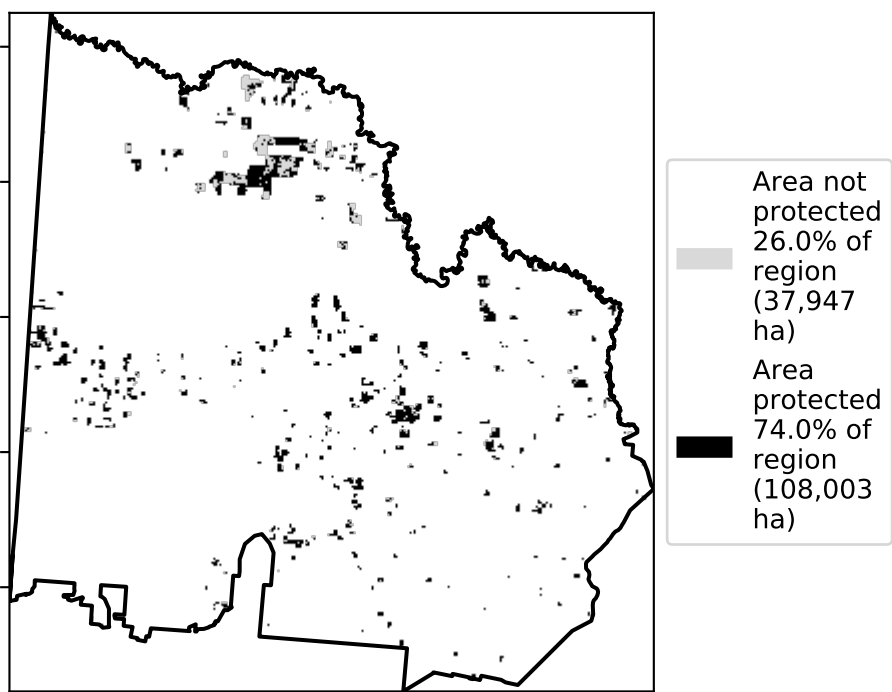 Area not
protected
26.0% of
region
(37,947
ha)
Area
protected
74.0% of
region
(108,003
ha)